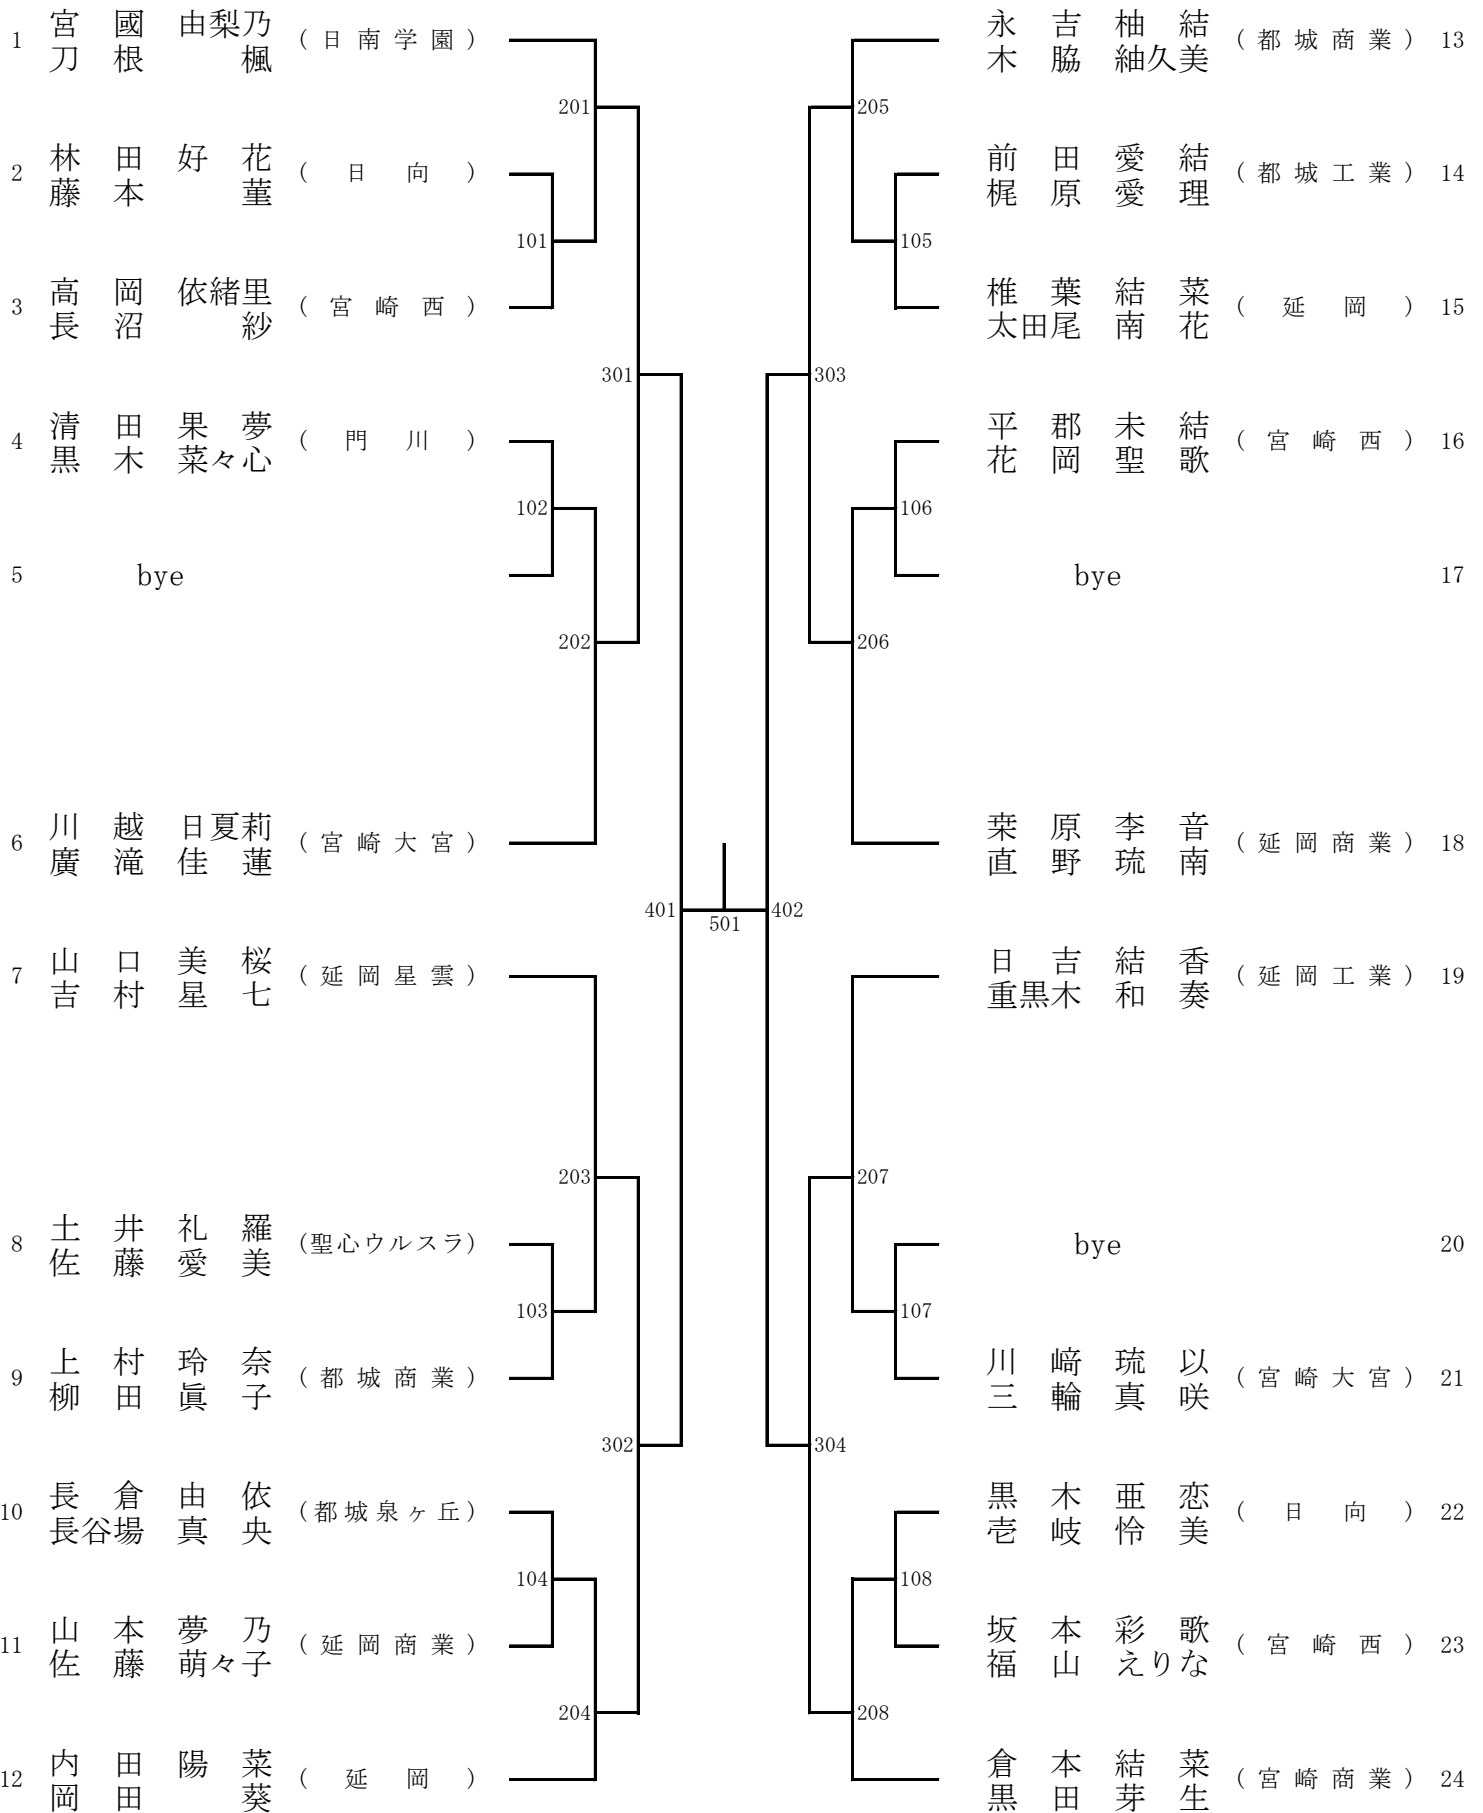 1 宮國 由梨乃 (日南学園)
刀根 楓
201
2 林田 好花 (日向)
藤本 菫
101
3 高岡 依緒里 (宮崎西)
長沼 紗
301
4 清田 果夢 (門川)
黒木 菜々心
102
5 bye
202
6 川越 日夏莉 (宮崎大宮)
廣滝 佳蓮
401
7 山口 美桜 (延岡星雲)
吉村 星七
203
8 土井 礼羅 (聖心ウルスラ)
佐藤 愛美
103
9 上村 玲奈 (都城商業)
柳田 眞子
302
10 長倉 由依 (都城泉ヶ丘)
長谷場 真央
104
11 山本 夢乃 (延岡商業)
佐藤 萌々子
204
12 内田 陽菜 (延岡)
岡田 葵
501
永吉 柚結 (都城商業) 13
木脇 紬久美
205
前田 愛結 (都城工業) 14
梶原 愛理
105
椎葉 結菜 (延岡) 15
太田尾 南花
303
平郡 未結 (宮崎西) 16
花岡 聖歌
106
bye 17
206
桒原 李音 (延岡商業) 18
直野 琉南
402
日吉 結香 (延岡工業) 19
重黒木 和奏
207
bye 20
107
川﨑 琉以 (宮崎大宮) 21
三輪 真咲
304
黒木 亜恋 (日向) 22
壱岐 怜美
108
坂本 彩歌 (宮崎西) 23
福山 えりな
208
倉本 結菜 (宮崎商業) 24
黒田 芽生